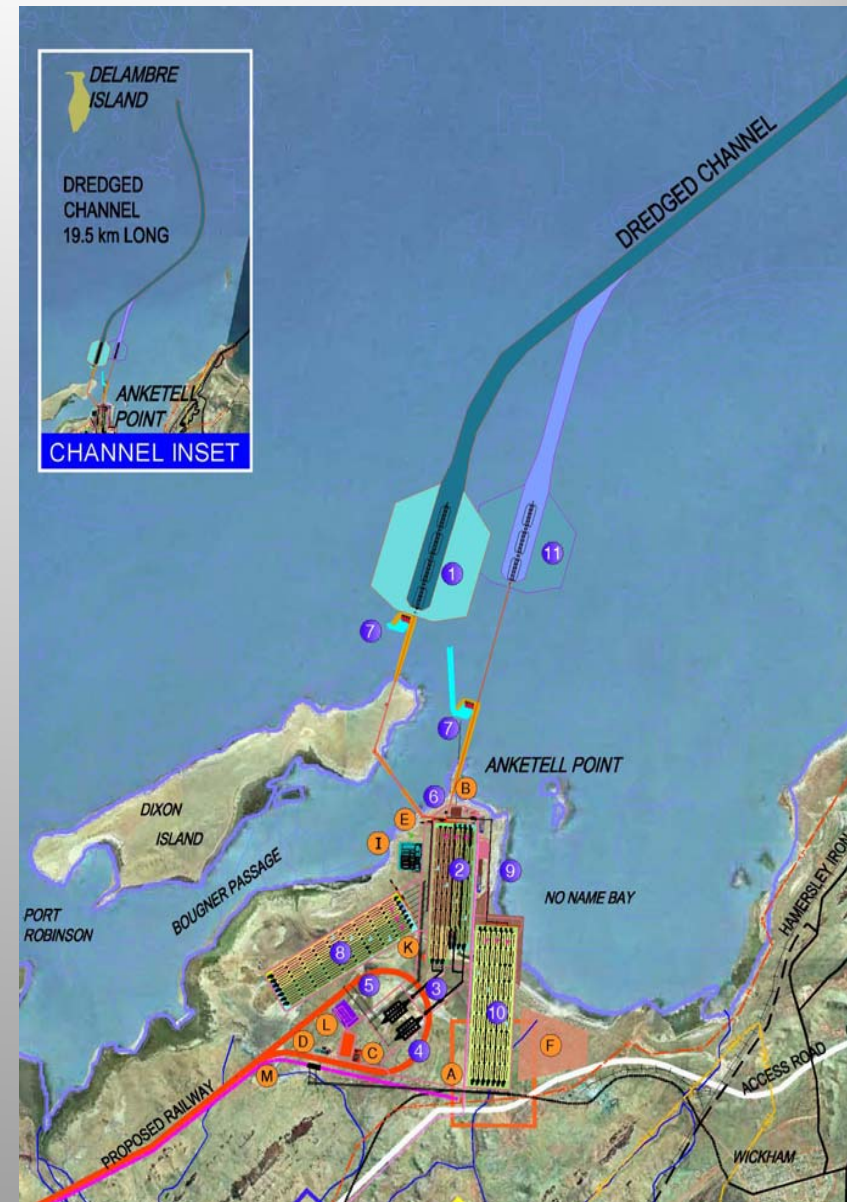 DELAMBRE
ISLAND
DREDGED
CHANNEL
19.5 km LONG
ANKETELL
POINT
CHANNEL INSET
DREDGED CHANNEL
1
11
7
7
ANKETELL POINT
B
6
E
I
2
9
DIXON
ISLAND
NO NAME BAY
HAMERSLEY IRON
BOUGNER PASSAGE
PORT
ROBINSON
K
8
5
3
10
L
D
C
4
F
M
A
ACCESS ROAD
PROPOSED RAILWAY
WICKHAM